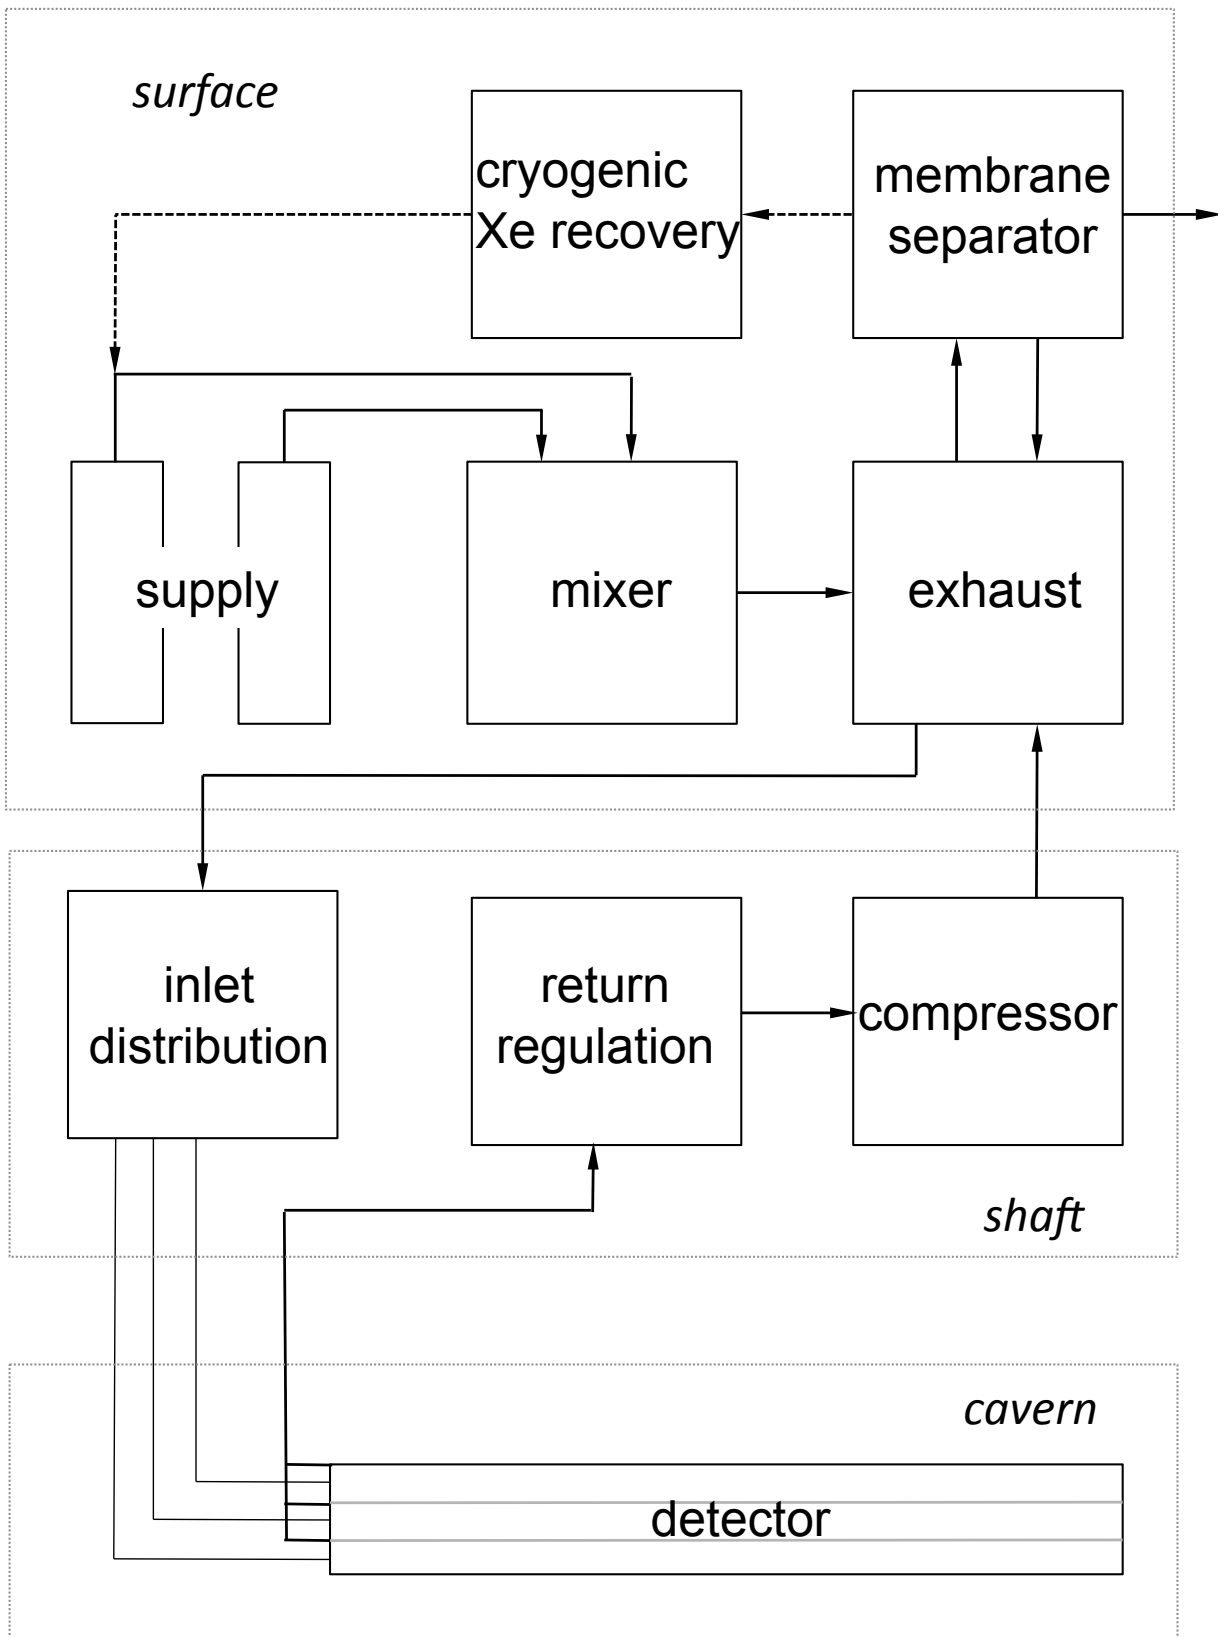 surface
cryogenic
Xe recovery
membrane
separator
supply
mixer
exhaust
inlet
distribution
return
regulation
compressor
shaft
cavern
detector